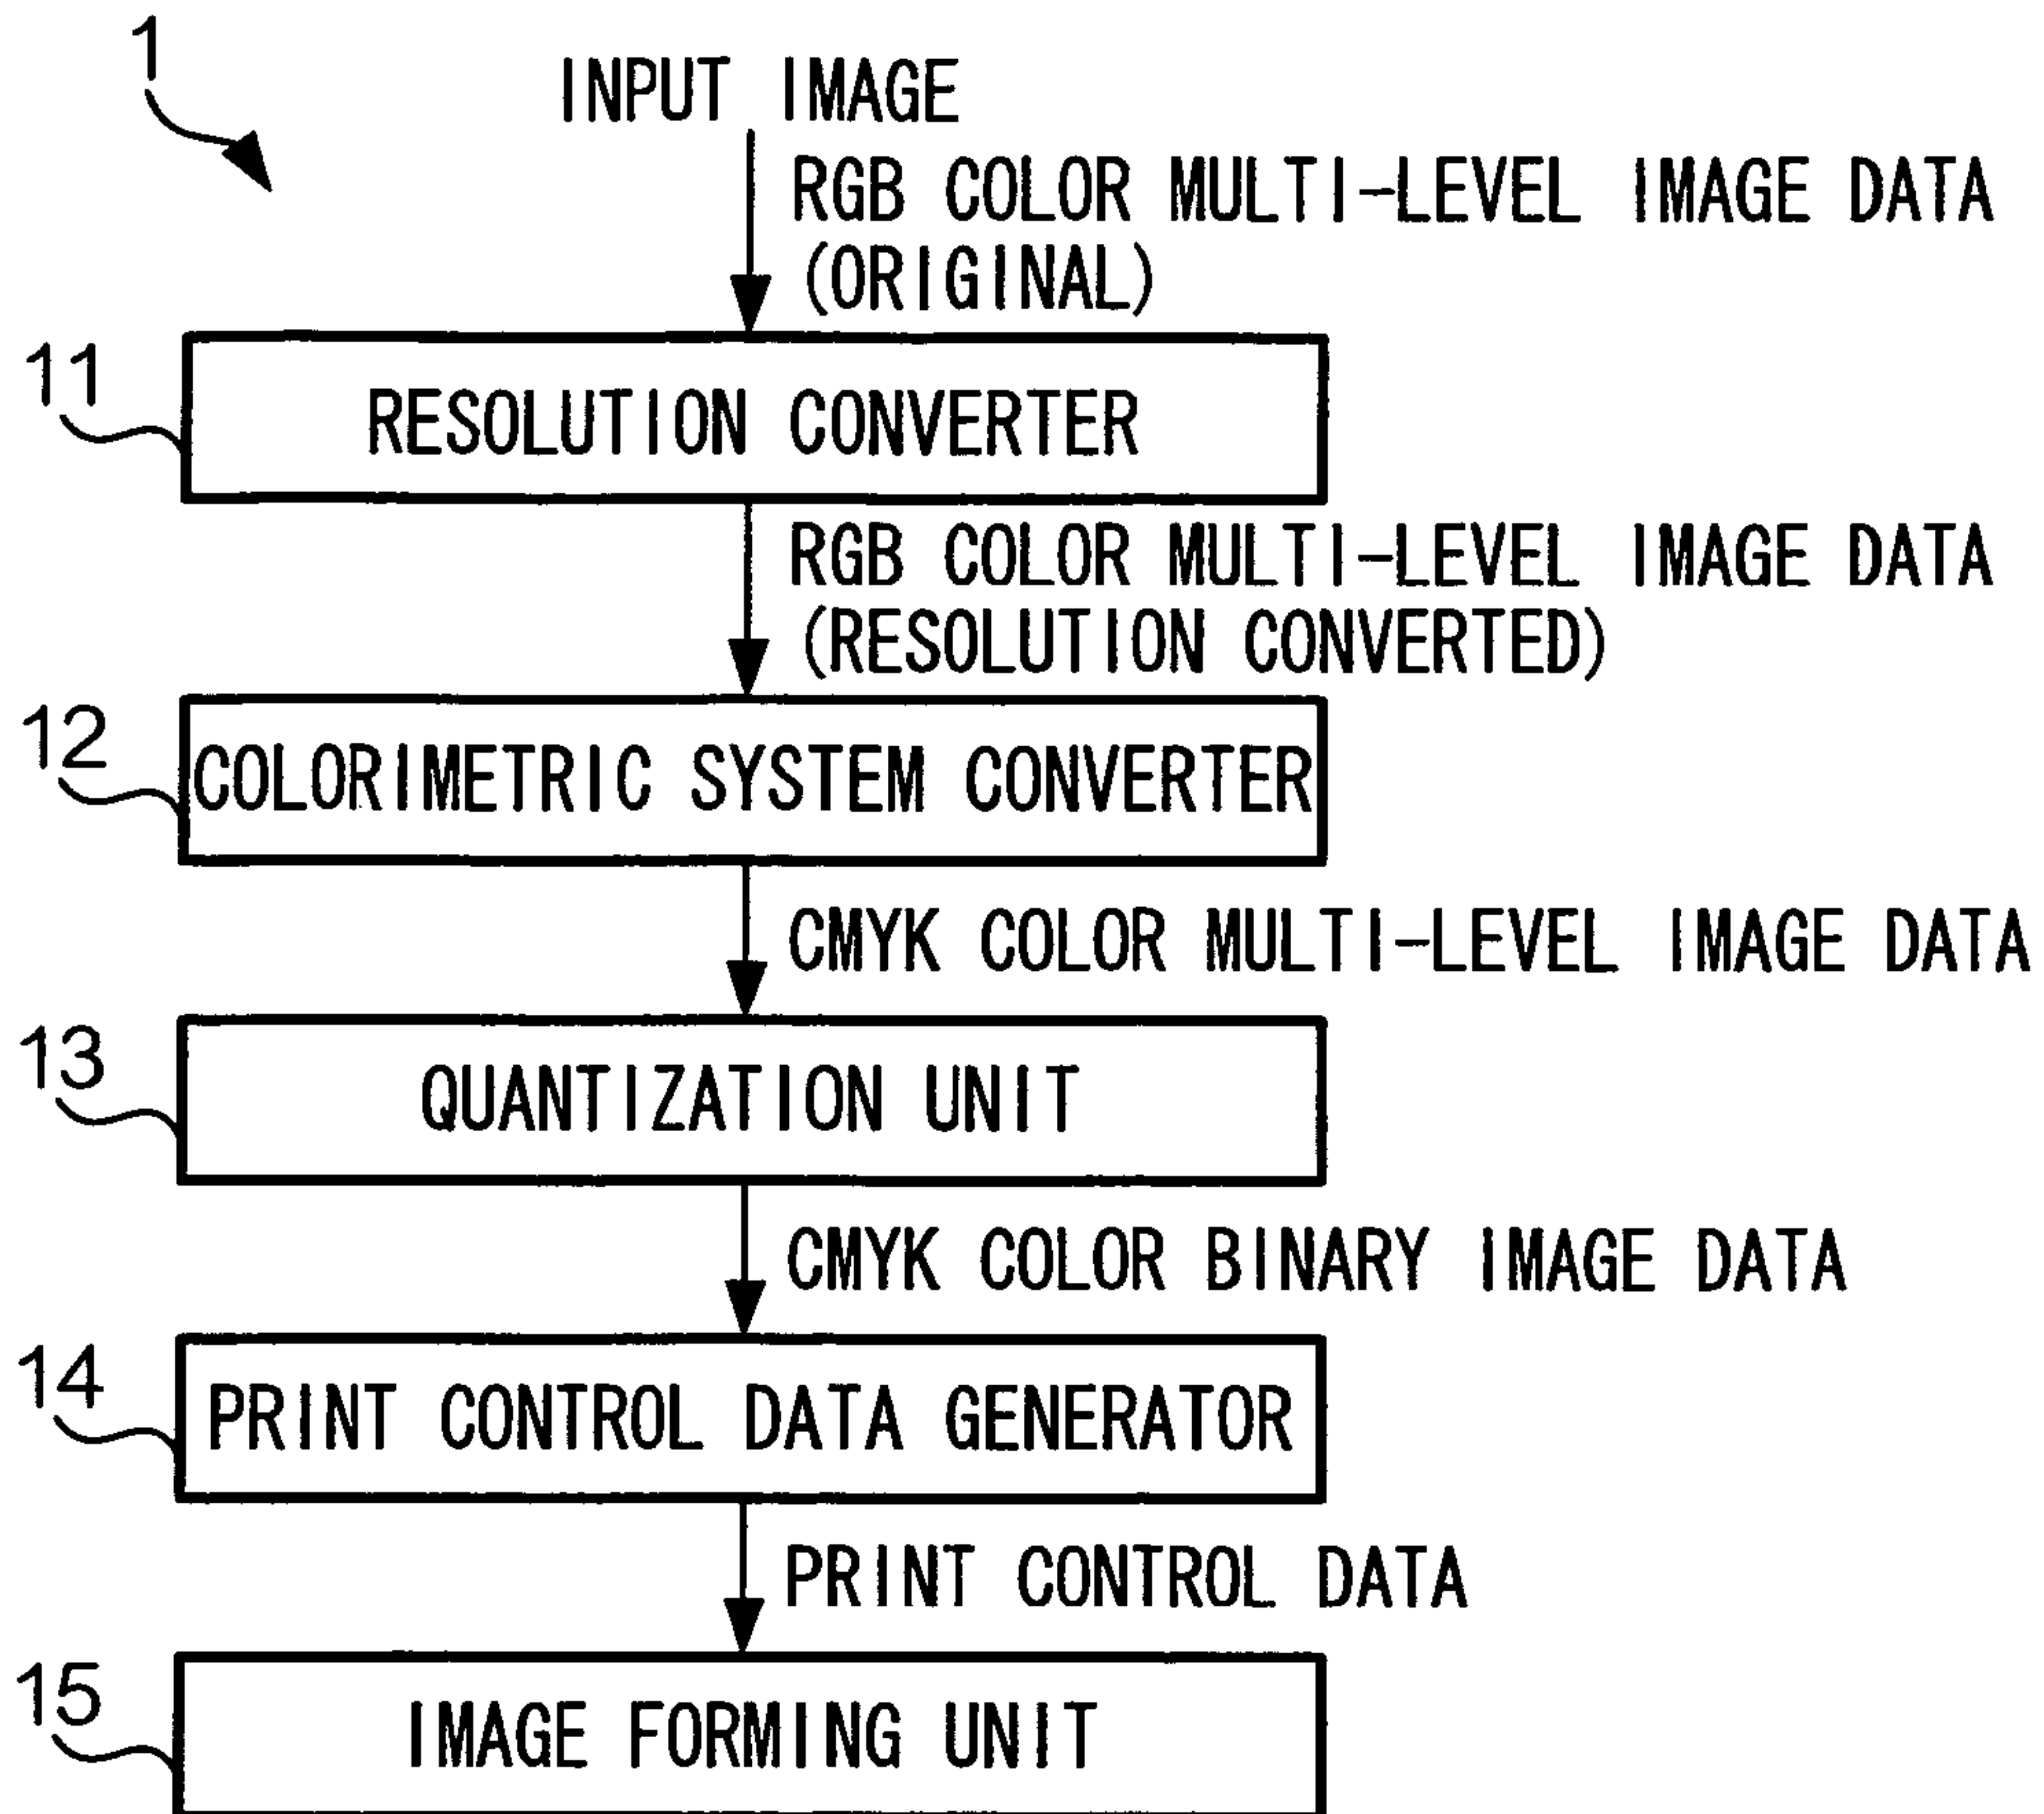 1
INPUT IMAGE
RGB COLOR MULTI-LEVEL IMAGE DATA
(ORIGINAL)
11
RESOLUTION CONVERTER
RGB COLOR MULTI-LEVEL IMAGE DATA
(RESOLUTION CONVERTED)
12
COLORIMETRIC SYSTEM CONVERTER
CMYK COLOR MULTI-LEVEL IMAGE DATA
13
QUANTIZATION UNIT
CMYK COLOR BINARY IMAGE DATA
14
PRINT CONTROL DATA GENERATOR
PRINT CONTROL DATA
15
IMAGE FORMING UNIT